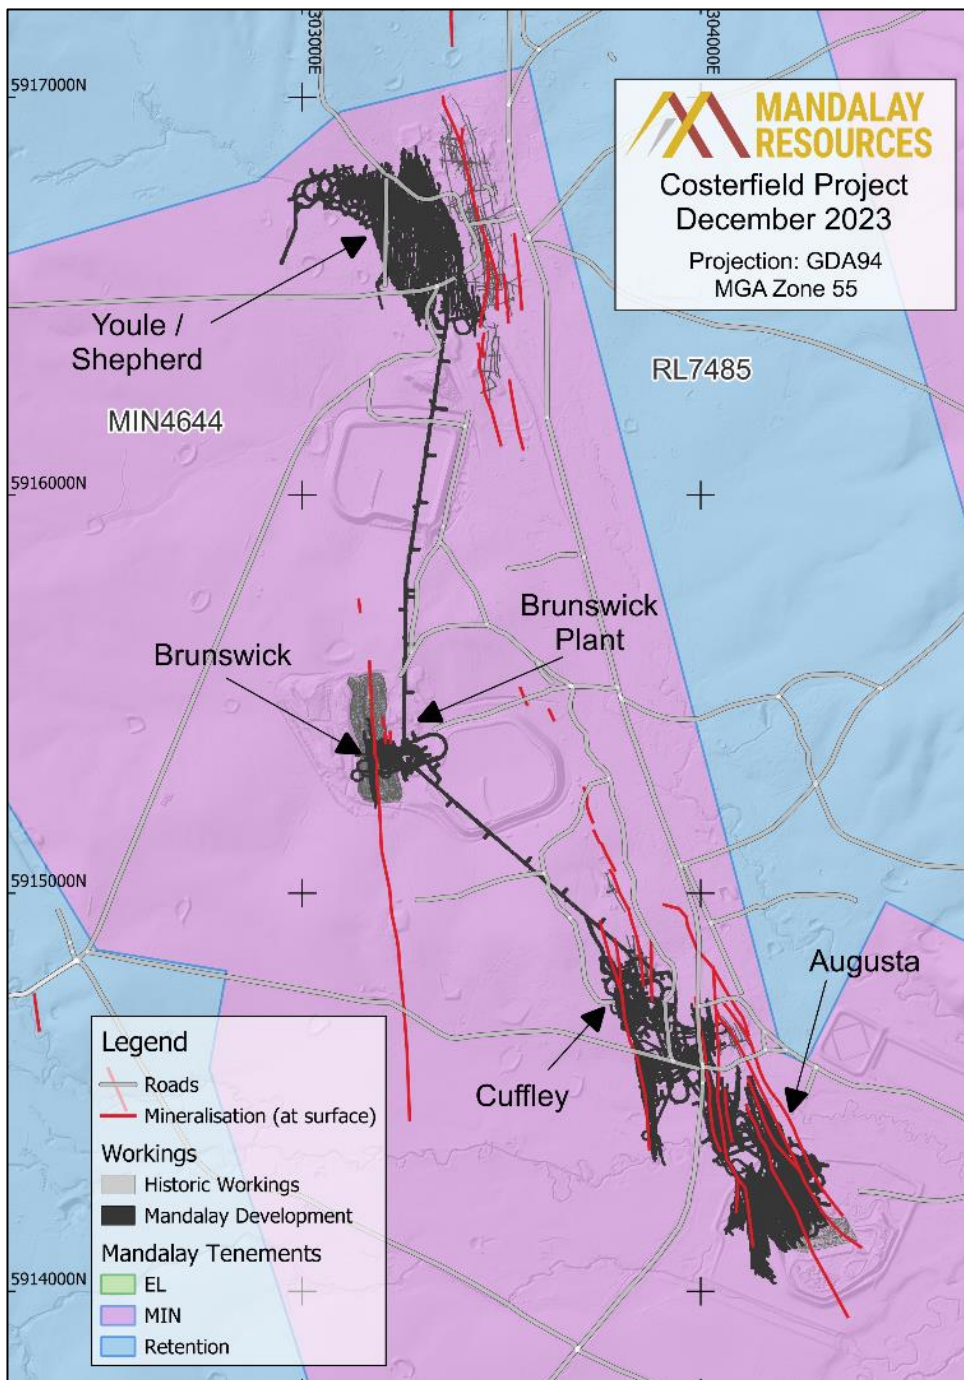 303000E
304000E
5917000N
MANDALAY
RESOURCES
Costerfield Project
December 2023
Projection: GDA94
MGA Zone 55
Youle /
Shepherd
RL7485
MIN4644
5916000N
Brunswick
Plant
Brunswick
5915000N
Augusta
Cuffley
Legend
Roads
Mineralisation (at surface)
Workings
Historic Workings
Mandalay Development
Mandalay Tenements
EL
MIN
Retention
5914000N